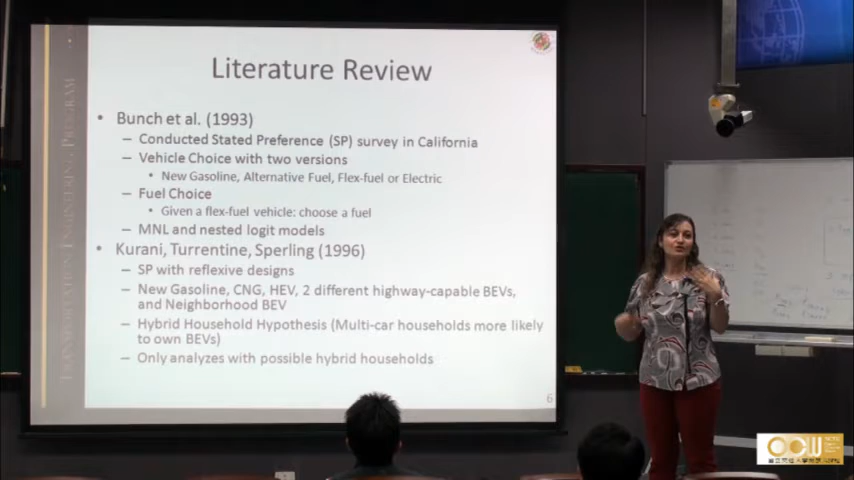 Literature Review
• Bunch et al. (1993)
– Conducted Stated Preference (SP) survey in California
– Vehicle Choice with two versions
• New Gasoline, Alternative Fuel, Flex-fuel or Electric
– Fuel Choice
• Given a flex-fuel vehicle: choose a fuel
– MNL and nested logit models
• Kurani, Turrentine, Sperling (1996)
– SP with reflexive designs
– New Gasoline, CNG, HEV, 2 different highway-capable BEVs,
and Neighborhood BEV
– Hybrid Household Hypothesis (Multi-car households more likely
to own BEVs)
– Only analyzes with possible hybrid households
6
TRANSPORTATION ENGINEERING PROGRAM
OCW